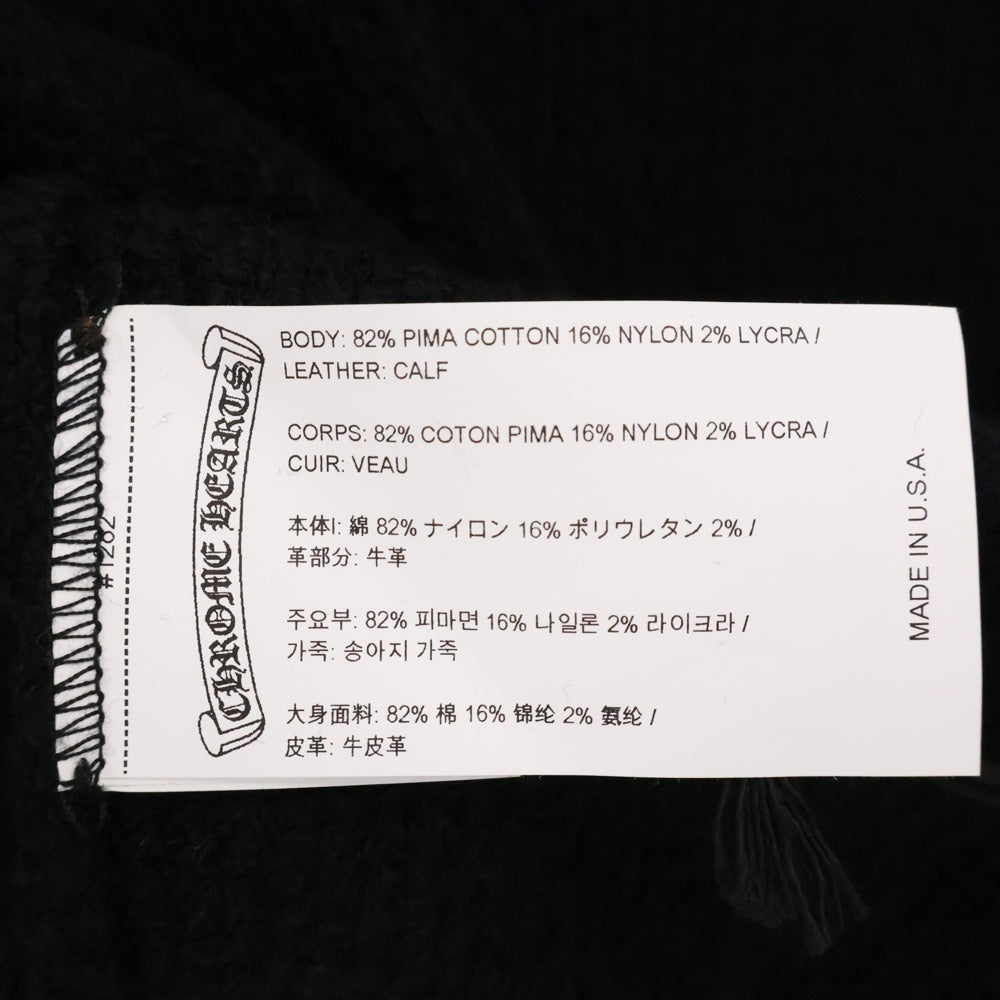 BODY: 82% PIMA COTTON 16% NYLON 2% LYCRA /
LEATHER: CALF
CORPS: 82% COTON PIMA 16% NYLON 2% LYCRA /
CUIR: VEAU
本体l: 綿 82% ナイロン 16% ポリウレタン 2% /
革部分: 牛革
주요부: 82% 피마면 16% 나일론 2% 라이크라 /
가죽: 송아지 가죽
大身面料: 82% 棉 16% 锦纶 2% 氨纶 /
皮革: 牛皮革
CHROME HEARTS
MADE IN U.S.A.
#1282